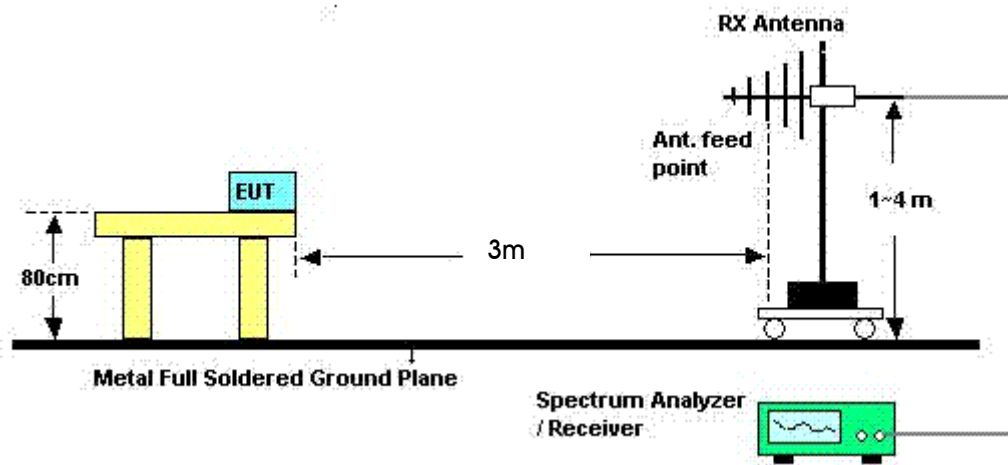 RX Antenna
Ant. feed
point
EUT
1~4 m
3m
80cm
Metal Full Soldered Ground Plane
Spectrum Analyzer
/ Receiver